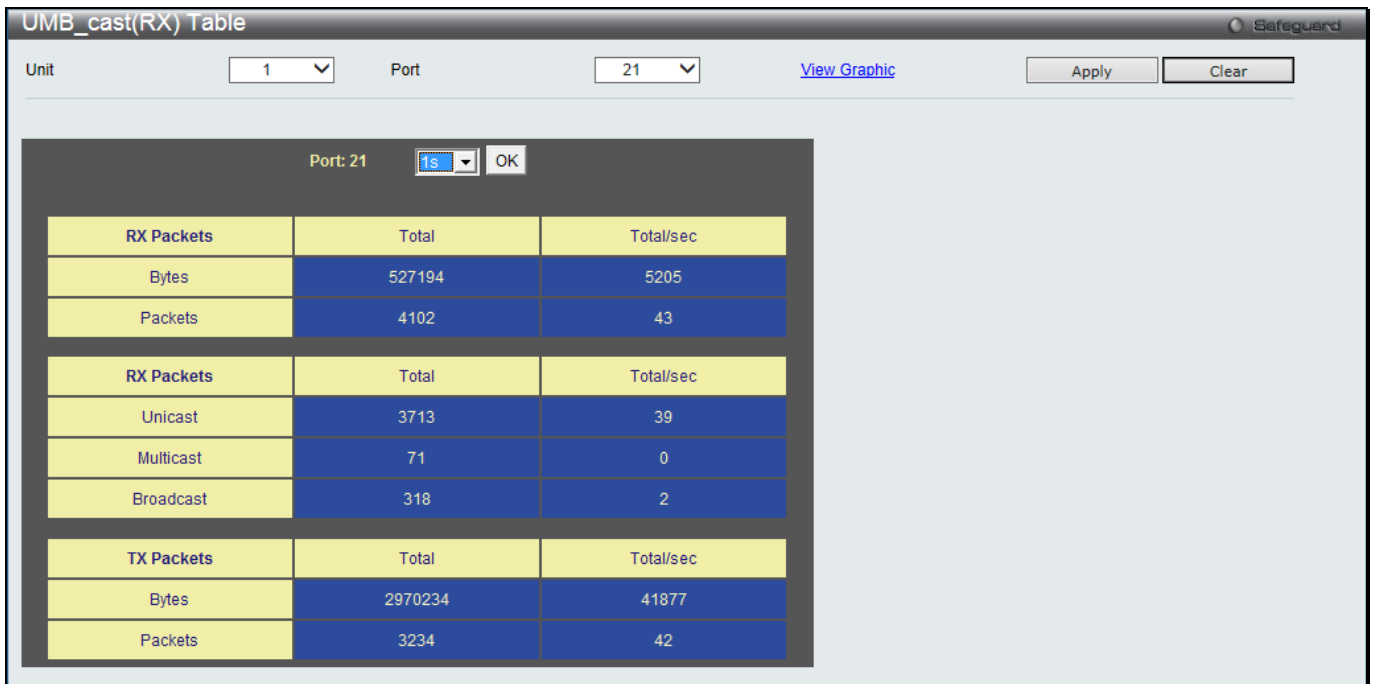 UMB_cast(RX) Table
Safeguard
Unit 1 Port 21 View Graphic Apply Clear
Port: 21 1s OK
RX Packets Total Total/sec
Bytes 527194 5205
Packets 4102 43
RX Packets Total Total/sec
Unicast 3713 39
Multicast 71 0
Broadcast 318 2
TX Packets Total Total/sec
Bytes 2970234 41877
Packets 3234 42